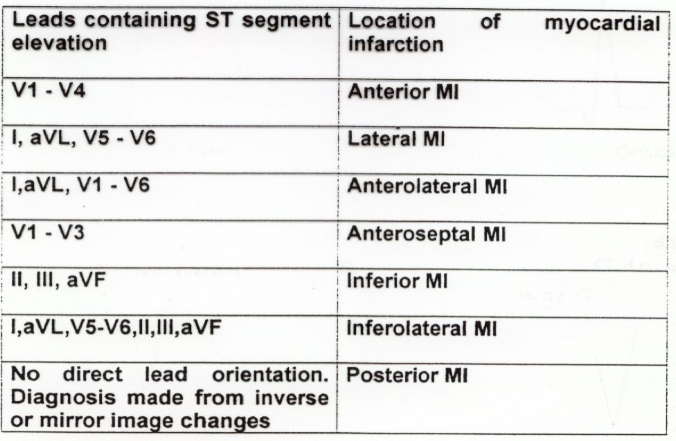 Leads containing ST segment elevation | Location of myocardial infarction
V1 - V4 | Anterior MI
I, aVL, V5 - V6 | Lateral MI
I,aVL, V1 - V6 | Anterolateral MI
V1 - V3 | Anteroseptal MI
II, III, aVF | Inferior MI
I,aVL,V5-V6,II,III,aVF | Inferolateral MI
No direct lead orientation. Diagnosis made from inverse or mirror image changes | Posterior MI